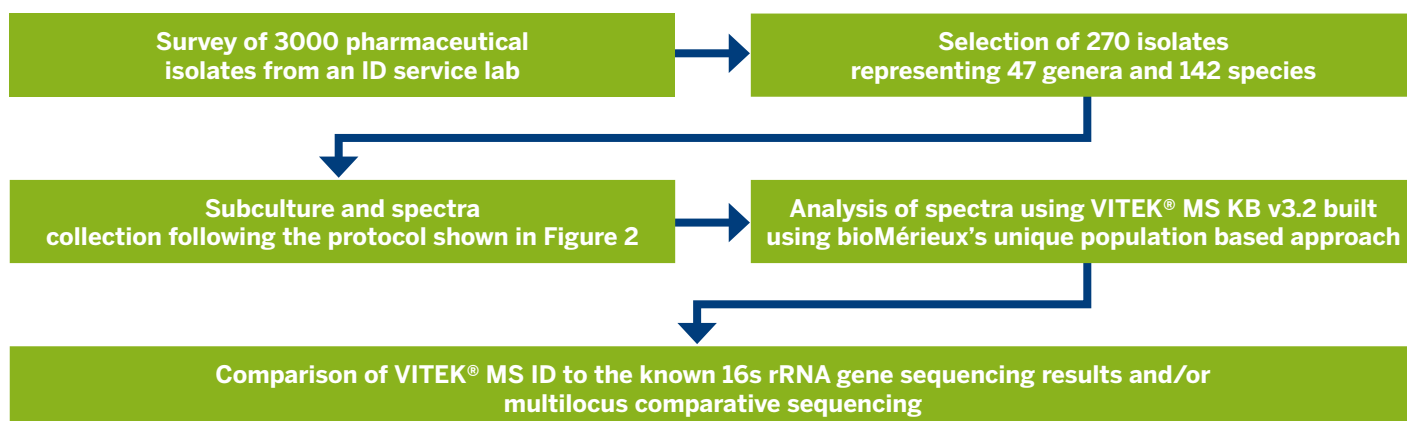 Survey of 3000 pharmaceutical
isolates from an ID service lab
Selection of 270 isolates
representing 47 genera and 142 species
Subculture and spectra
collection following the protocol shown in Figure 2
Analysis of spectra using VITEK® MS KB v3.2 built
using bioMérieux's unique population based approach
Comparison of VITEK® MS ID to the known 16s rRNA gene sequencing results and/or
multilocus comparative sequencing